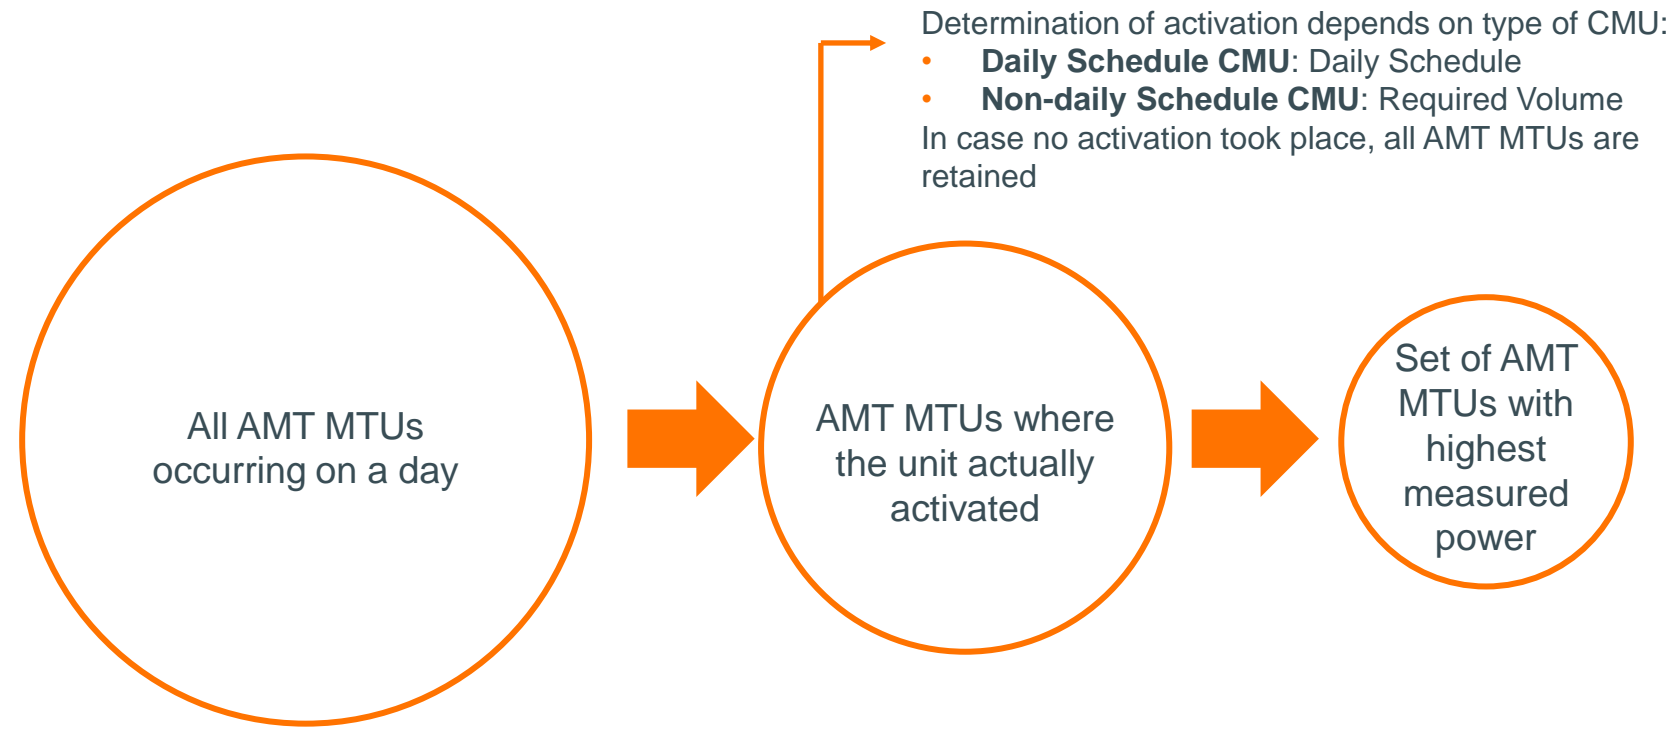 Determination of activation depends on type of CMU:
• Daily Schedule CMU: Daily Schedule
• Non-daily Schedule CMU: Required Volume
In case no activation took place, all AMT MTUs are
retained
All AMT MTUs
occurring on a day
AMT MTUs where
the unit actually
activated
Set of AMT
MTUs with
highest
measured
power